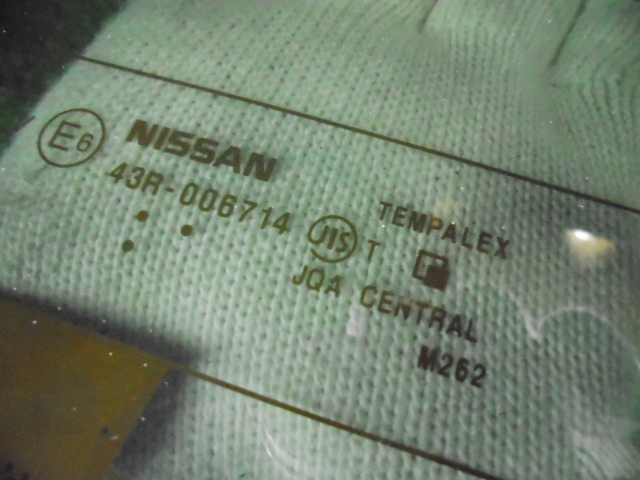 E6 NISSAN
43R-006714
JIS T
TEMPALEX
JQA CENTRAL
M262